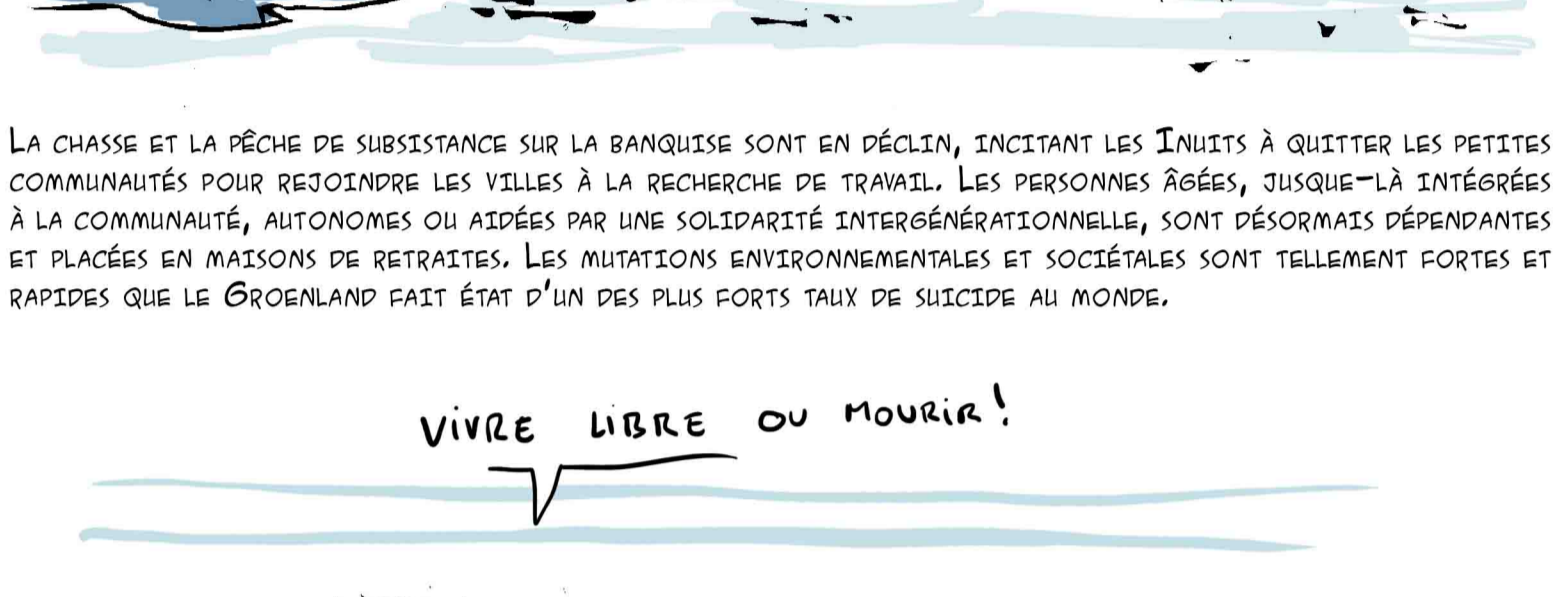 La chasse et la pêche de subsistance sur la banquise sont en déclin, incitant les Inuits à quitter les petites
communautés pour rejoindre les villes à la recherche de travail. Les personnes âgées, jusque-là intégrées
à la communauté, autonomes ou aidées par une solidarité intergénérationnelle, sont désormais dépendantes
et placées en maisons de retraites. Les mutations environnementales et sociétales sont tellement fortes et
rapides que le Groenland fait état d'un des plus forts taux de suicide au monde.
VIVRE LIBRE OU MOURIR!